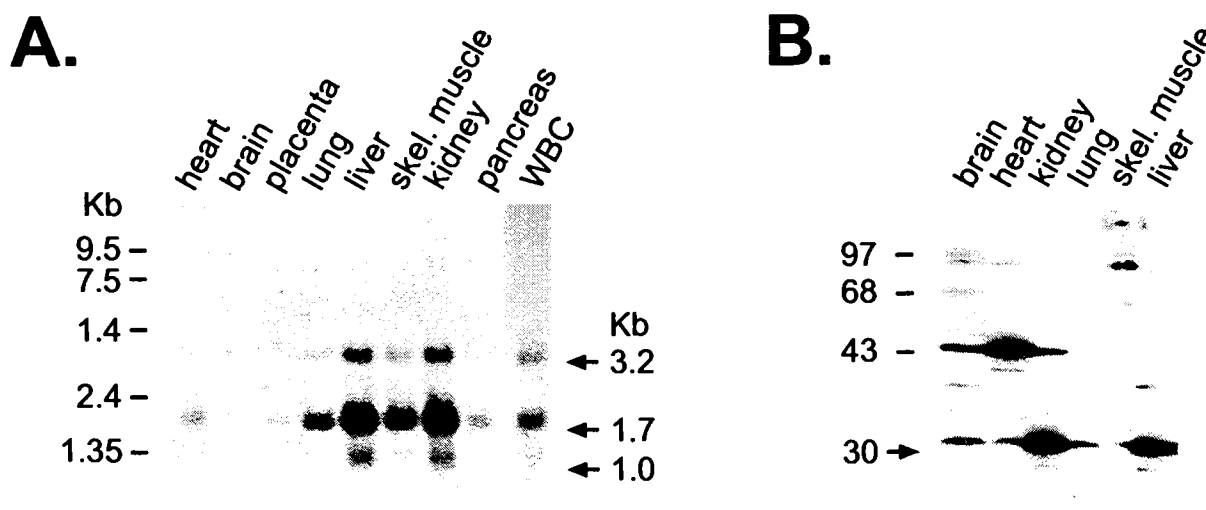 A.
heart
brain
placenta
lung
liver
skel. muscle
kidney
pancreas
WBC
Kb
9.5
7.5
1.4
2.4
1.35
Kb
3.2
1.7
1.0
B.
brain
heart
kidney
lung
skel. muscle
liver
97
68
43
30